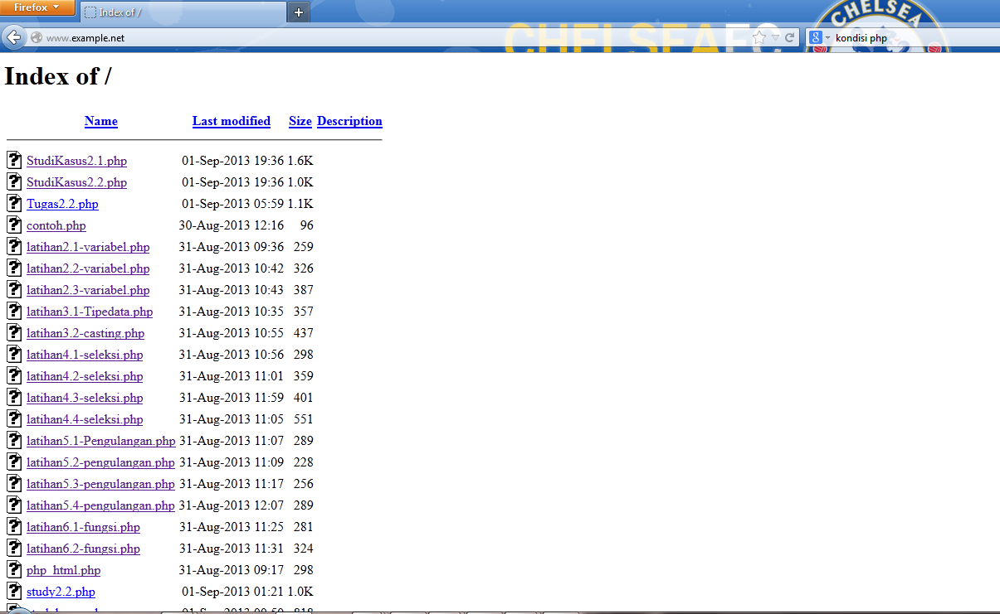 Firefox
Index of /
CHELSEA FC
CHELSEA
www.example.net
8
kondisi php
Index of /
Name Last modified Size Description
StudiKasus2.1.php 01-Sep-2013 19:36 1.6K
StudiKasus2.2.php 01-Sep-2013 19:36 1.0K
Tugas2.2.php 01-Sep-2013 05:59 1.1K
contoh.php 30-Aug-2013 12:16 96
latihan2.1-variabel.php 31-Aug-2013 09:36 259
latihan2.2-variabel.php 31-Aug-2013 10:42 326
latihan2.3-variabel.php 31-Aug-2013 10:43 387
latihan3.1-Tipedata.php 31-Aug-2013 10:35 357
latihan3.2-casting.php 31-Aug-2013 10:55 437
latihan4.1-seleksi.php 31-Aug-2013 10:56 298
latihan4.2-seleksi.php 31-Aug-2013 11:01 359
latihan4.3-seleksi.php 31-Aug-2013 11:59 401
latihan4.4-seleksi.php 31-Aug-2013 11:05 551
latihan5.1-Pengulangan.php 31-Aug-2013 11:07 289
latihan5.2-pengulangan.php 31-Aug-2013 11:09 228
latihan5.3-pengulangan.php 31-Aug-2013 11:17 256
latihan5.4-pengulangan.php 31-Aug-2013 12:07 289
latihan6.1-fungsi.php 31-Aug-2013 11:25 281
latihan6.2-fungsi.php 31-Aug-2013 11:31 324
php_html.php 31-Aug-2013 09:17 298
study2.2.php 01-Sep-2013 01:21 1.0K